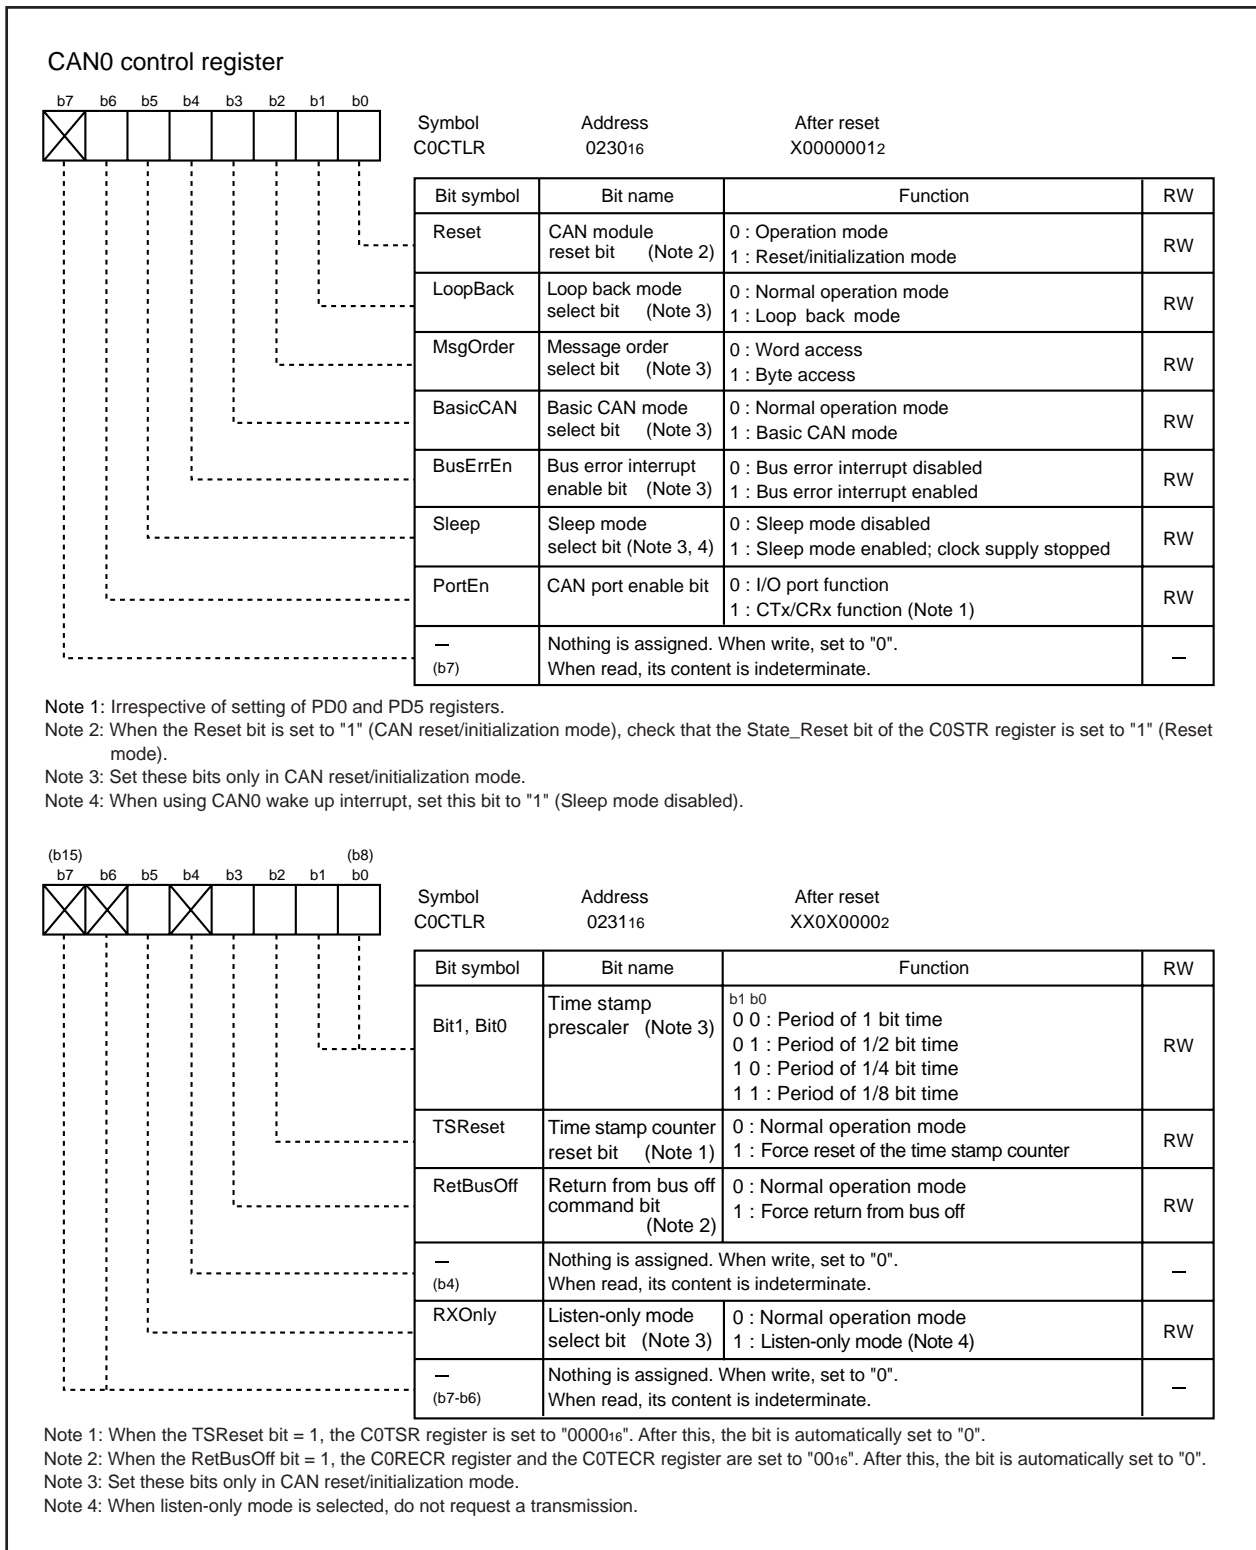 CAN0 control register
b7 b6 b5 b4 b3 b2 b1 b0
Symbol Address After reset
C0CTLR 023016 X00000012
Bit symbol Bit name Function RW
Reset CAN module reset bit (Note 2) 0 : Operation mode RW
1 : Reset/initialization mode
LoopBack Loop back mode select bit (Note 3) 0 : Normal operation mode RW
1 : Loop back mode
MsgOrder Message order select bit (Note 3) 0 : Word access RW
1 : Byte access
BasicCAN Basic CAN mode select bit (Note 3) 0 : Normal operation mode RW
1 : Basic CAN mode
BusErrEn Bus error interrupt enable bit (Note 3) 0 : Bus error interrupt disabled RW
1 : Bus error interrupt enabled
Sleep Sleep mode select bit (Note 3, 4) 0 : Sleep mode disabled RW
1 : Sleep mode enabled; clock supply stopped
PortEn CAN port enable bit 0 : I/O port function RW
1 : CTx/CRx function (Note 1)
— (b7) Nothing is assigned. When write, set to "0". —
When read, its content is indeterminate.
Note 1: Irrespective of setting of PD0 and PD5 registers.
Note 2: When the Reset bit is set to "1" (CAN reset/initialization mode), check that the State_Reset bit of the C0STR register is set to "1" (Reset
mode).
Note 3: Set these bits only in CAN reset/initialization mode.
Note 4: When using CAN0 wake up interrupt, set this bit to "1" (Sleep mode disabled).
(b15) (b8)
b7 b6 b5 b4 b3 b2 b1 b0
Symbol Address After reset
C0CTLR 023116 XX0X00002
Bit symbol Bit name Function RW
Bit1, Bit0 Time stamp prescaler (Note 3) b1 b0 RW
0 0 : Period of 1 bit time
0 1 : Period of 1/2 bit time
1 0 : Period of 1/4 bit time
1 1 : Period of 1/8 bit time
TSReset Time stamp counter reset bit (Note 1) 0 : Normal operation mode RW
1 : Force reset of the time stamp counter
RetBusOff Return from bus off command bit (Note 2) 0 : Normal operation mode RW
1 : Force return from bus off
— (b4) Nothing is assigned. When write, set to "0". —
When read, its content is indeterminate.
RXOnly Listen-only mode select bit (Note 3) 0 : Normal operation mode RW
1 : Listen-only mode (Note 4)
— (b7-b6) Nothing is assigned. When write, set to "0". —
When read, its content is indeterminate.
Note 1: When the TSReset bit = 1, the C0TSR register is set to "000016". After this, the bit is automatically set to "0".
Note 2: When the RetBusOff bit = 1, the C0RECR register and the C0TECR register are set to "0016". After this, the bit is automatically set to "0".
Note 3: Set these bits only in CAN reset/initialization mode.
Note 4: When listen-only mode is selected, do not request a transmission.